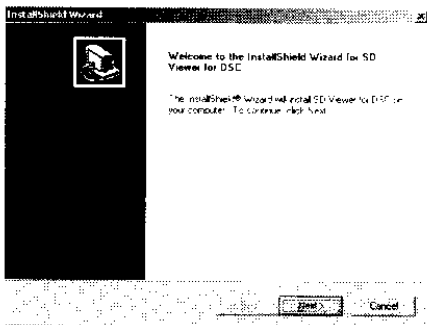 InstallShield Wizard
Welcome to the InstallShield Wizard for SD
Viewer for DSC
The InstallShield® Wizard will install SD Viewer for DSC on
your computer. To continue, click Next.
Next >
Cancel